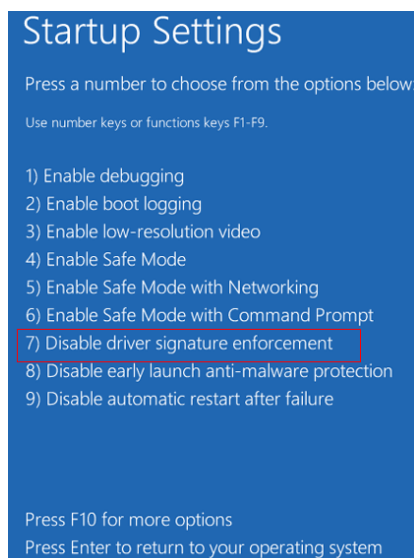 Startup Settings
Press a number to choose from the options below:
Use number keys or functions keys F1-F9.
1) Enable debugging
2) Enable boot logging
3) Enable low-resolution video
4) Enable Safe Mode
5) Enable Safe Mode with Networking
6) Enable Safe Mode with Command Prompt
7) Disable driver signature enforcement
8) Disable early launch anti-malware protection
9) Disable automatic restart after failure
Press F10 for more options
Press Enter to return to your operating system